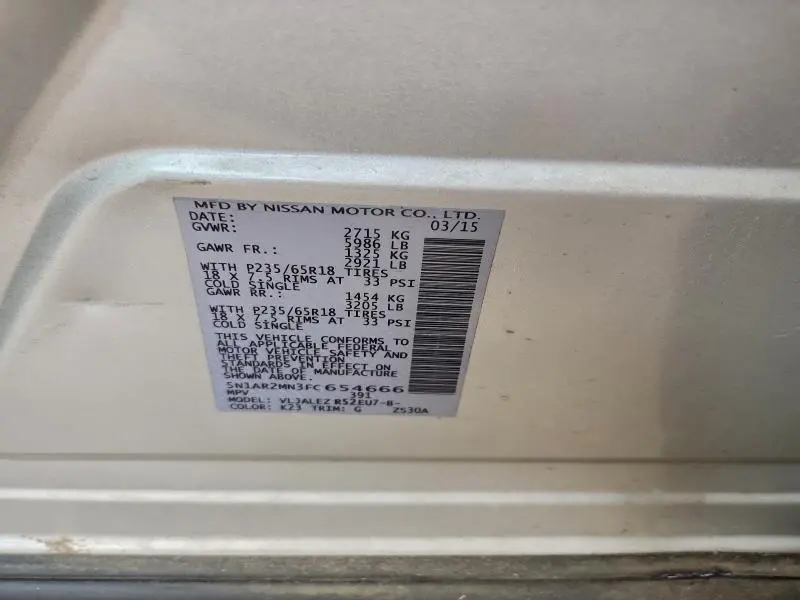 MFD BY NISSAN MOTOR CO., LTD.
DATE: 03/15
GVWR: 2715 KG
5986 LB
GAWR FR.: 1325 KG
2921 LB
WITH P235/65R18 TIRES
18 X 7.5 RIMS AT 33 PSI
COLD SINGLE
GAWR RR.: 1454 KG
3205 LB
WITH P235/65R18 TIRES
18 X 7.5 RIMS AT 33 PSI
COLD SINGLE
THIS VEHICLE CONFORMS TO
ALL APPLICABLE FEDERAL
MOTOR VEHICLE SAFETY AND
THEFT PREVENTION
STANDARDS IN EFFECT ON
THE DATE OF MANUFACTURE
SHOWN ABOVE.
5N1AR2MN3FC654666
MPV 391
MODEL: VLJALEZ R52EU7-B-
COLOR: K23 TRIM: G ZS30A